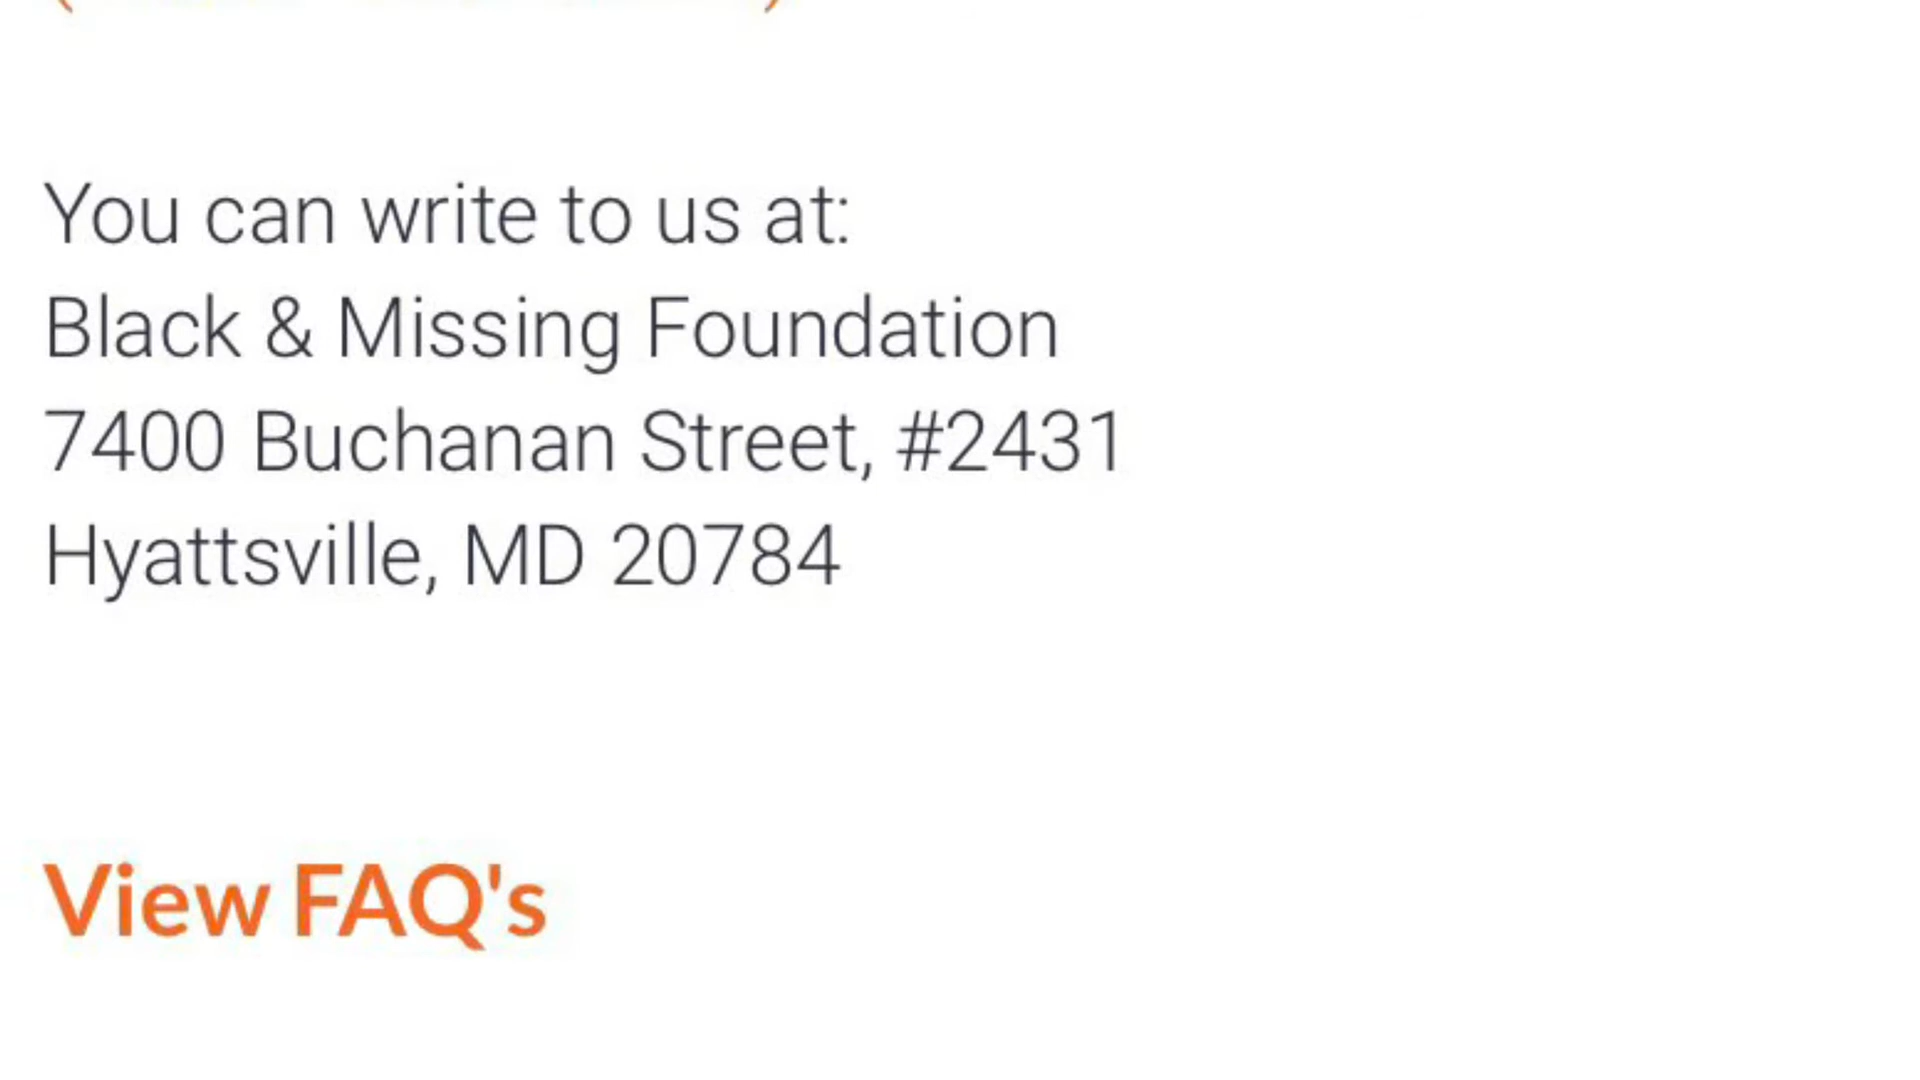 You can write to us at:
Black & Missing Foundation
7400 Buchanan Street, #2431
Hyattsville, MD 20784
View FAQ's